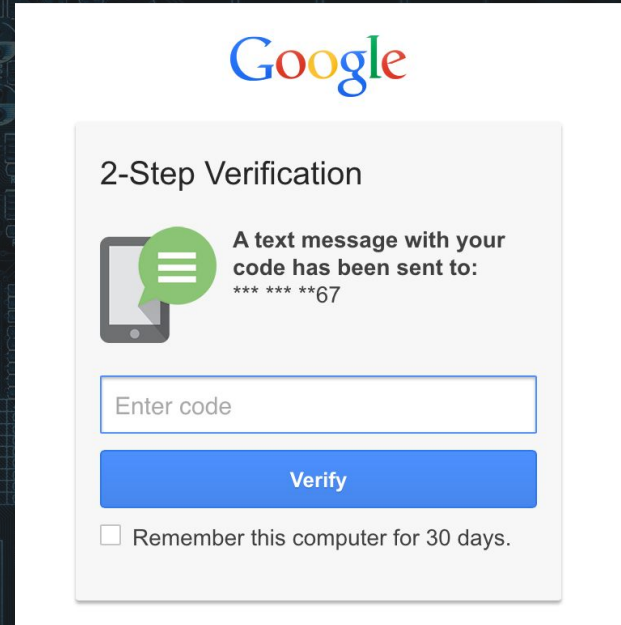 Google
2-Step Verification
A text message with your
code has been sent to:
*** *** **67
Enter code
Verify
Remember this computer for 30 days.